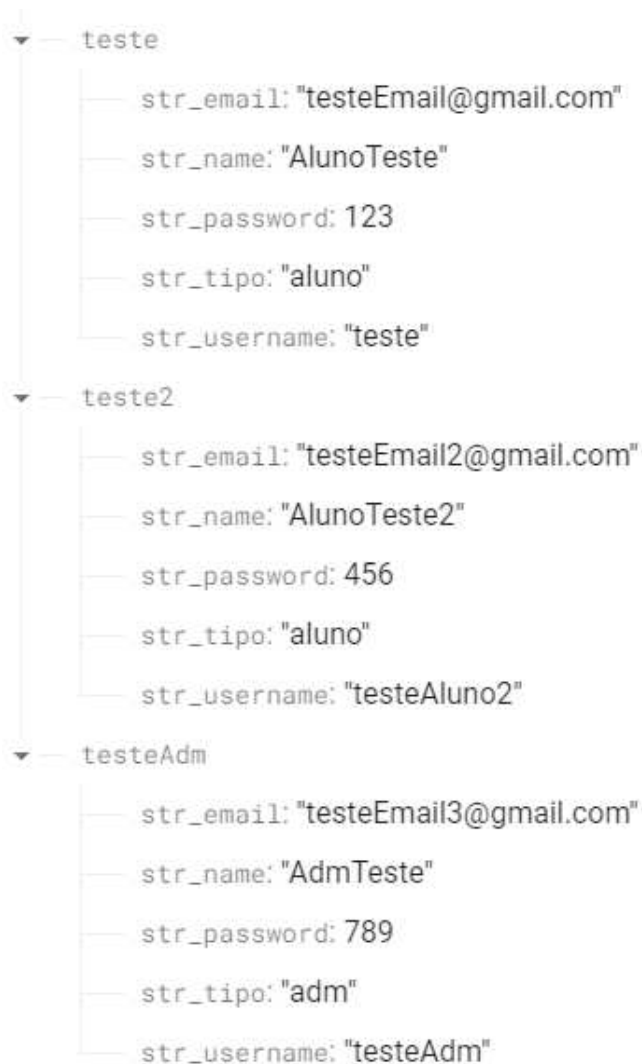 teste
str_email: "testeEmail@gmail.com"
str_name: "AlunoTeste"
str_password: 123
str_tipo: "aluno"
str_username: "teste"
teste2
str_email: "testeEmail2@gmail.com"
str_name: "AlunoTeste2"
str_password: 456
str_tipo: "aluno"
str_username: "testeAluno2"
testeAdm
str_email: "testeEmail3@gmail.com"
str_name: "AdmTeste"
str_password: 789
str_tipo: "adm"
str_username: "testeAdm"